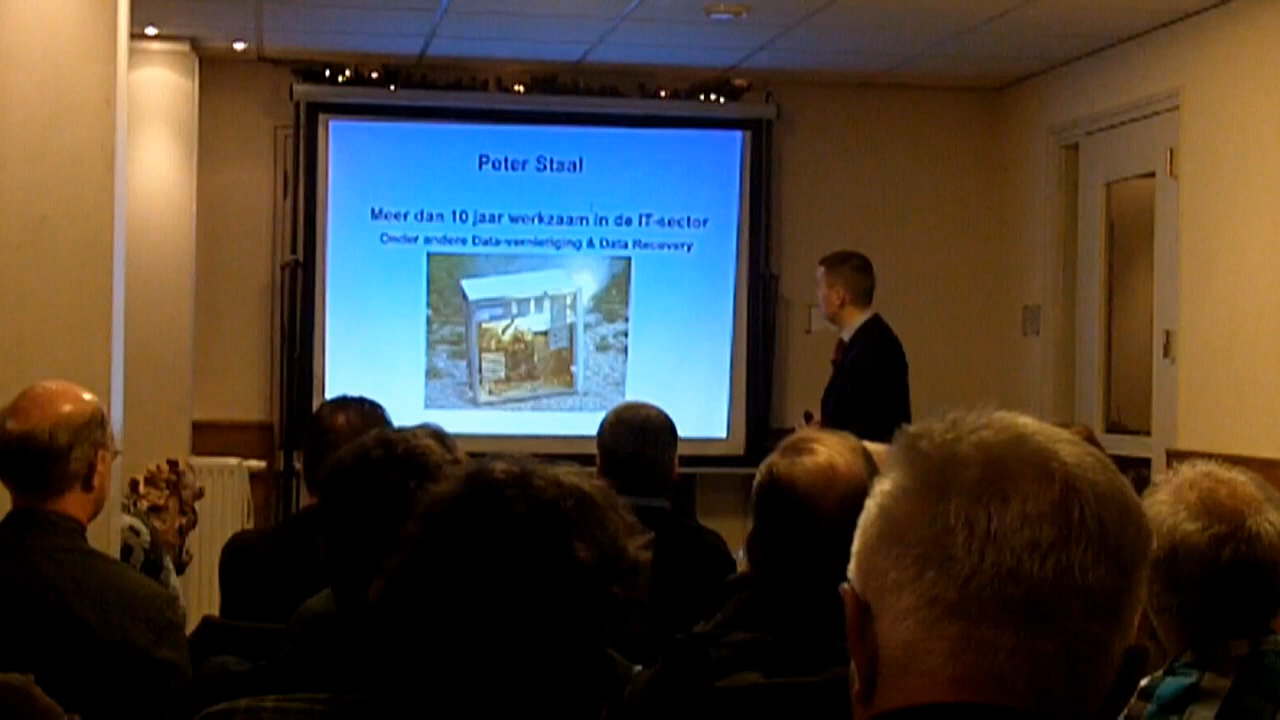 Peter Staal
Meer dan 10 jaar werkzaam in de IT-sector
Onder andere Data-vernietiging & Data Recovery